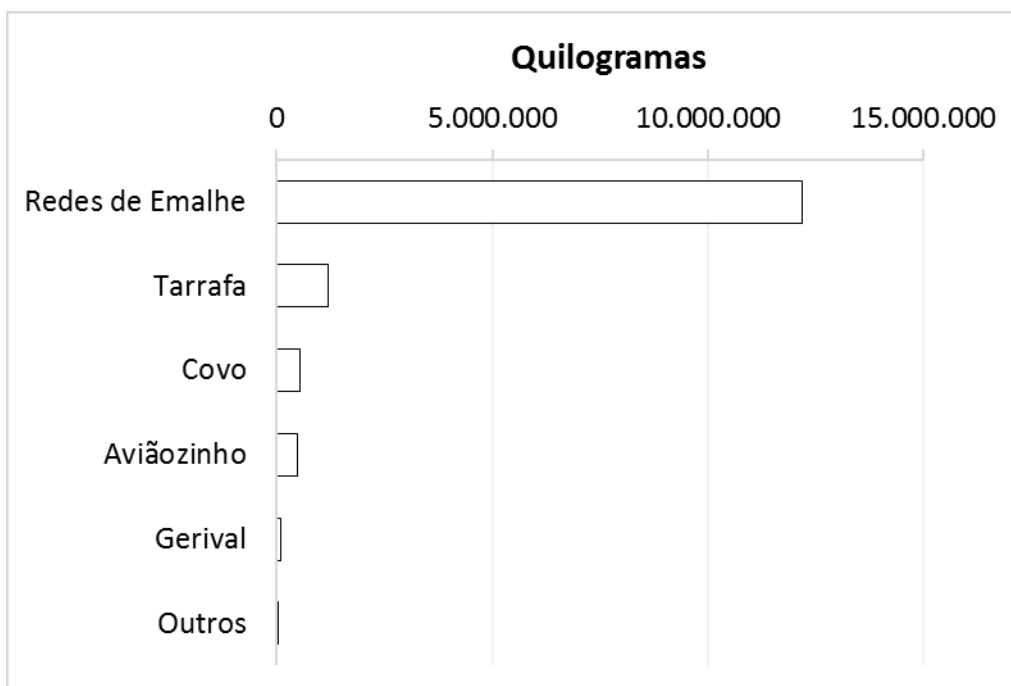 Quilogramas
0 5.000.000 10.000.000 15.000.000
Redes de Emalhe
Tarrafa
Covo
Aviãozinho
Gerival
Outros